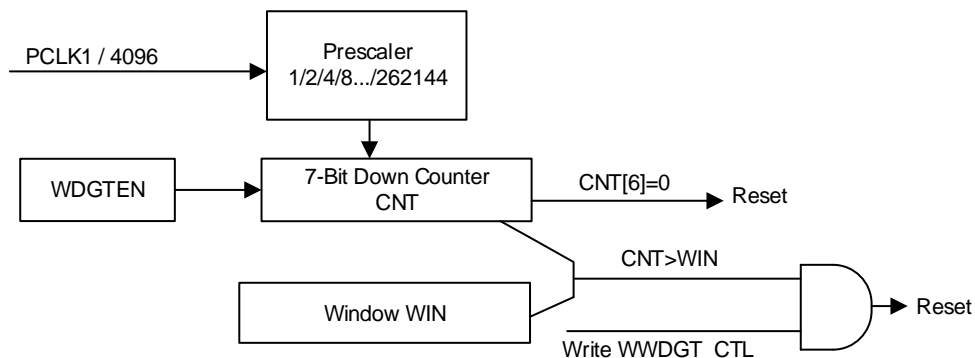 PCLK1 / 4096
Prescaler
1/2/4/8.../262144
WDGTEN
7-Bit Down Counter
CNT
CNT[6]=0
Reset
CNT>WIN
Window WIN
Reset
Write WWDGT_CTL